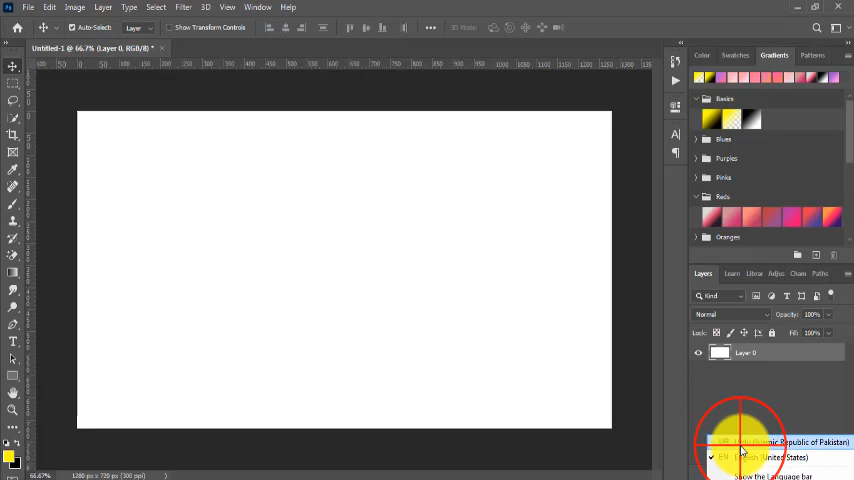 File Edit Image Layer Type Select Filter 3D View Window Help
Auto-Select: Layer Show Transform Controls 3D Mode:
Untitled-1 @ 66.7% (Layer 0, RGB/8) *
Color Swatches Gradients Patterns
Basics
Blues
Purples
Pinks
Reds
Oranges
Layers Learn Librar Adjus Chan Paths
Kind
Normal Opacity: 100%
Lock: Fill: 100%
Layer 0
(Islamic Republic of Pakistan)
EN English (United States)
Show the Language bar
66.67% 1280 px x 720 px (300 ppi)